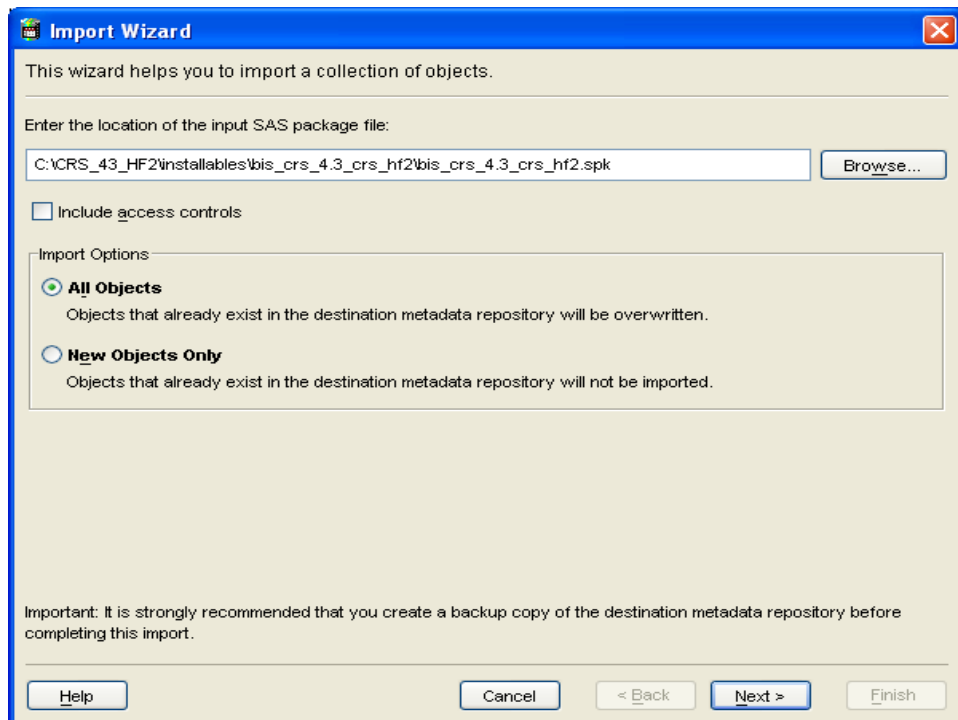 Import Wizard
This wizard helps you to import a collection of objects.
Enter the location of the input SAS package file:
C:\CRS_43_HF2\installables\bis_crs_4.3_crs_hf2\bis_crs_4.3_crs_hf2.spk
Browse...
Include access controls
Import Options
All Objects
Objects that already exist in the destination metadata repository will be overwritten.
New Objects Only
Objects that already exist in the destination metadata repository will not be imported.
Important: It is strongly recommended that you create a backup copy of the destination metadata repository before
completing this import.
Help
Cancel
< Back
Next >
Finish